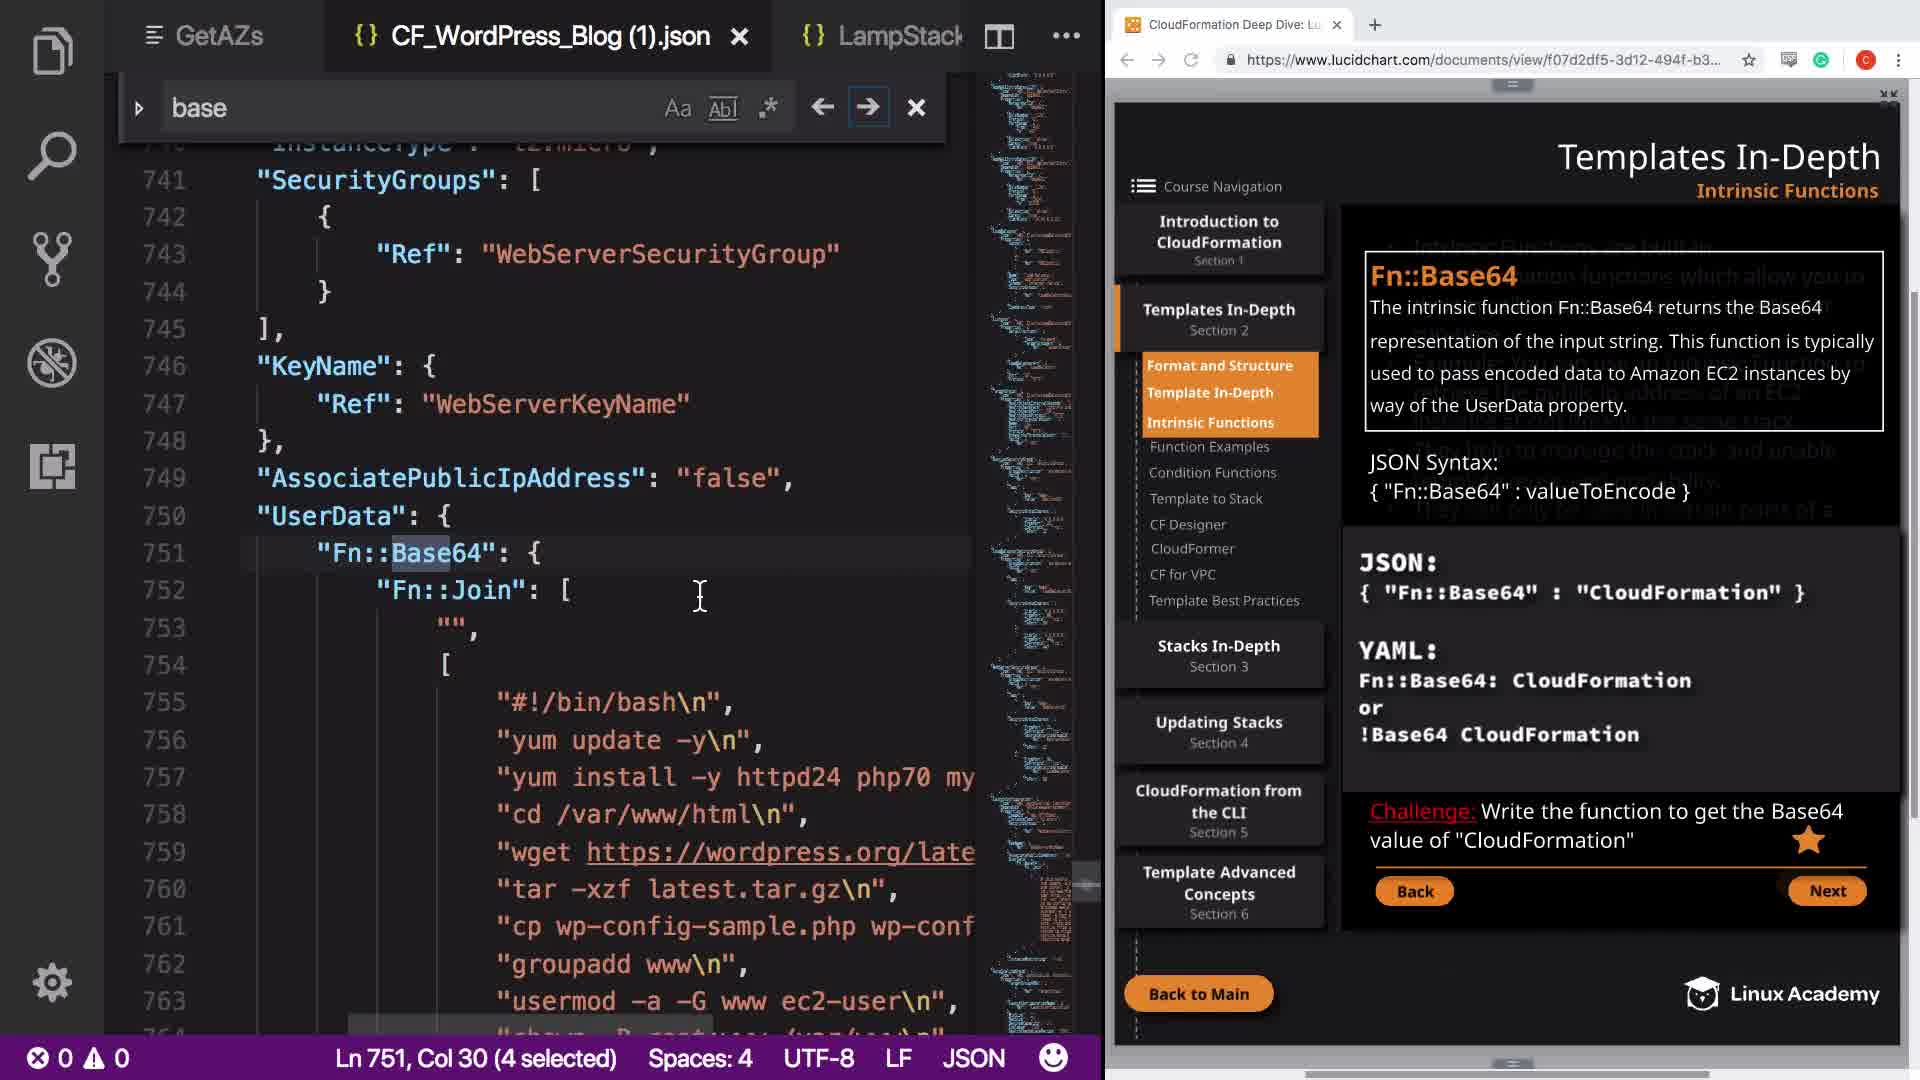 GetAZs
{} CF_WordPress_Blog (1).json
{} LampStack
base
Aa Abl .*
741 "SecurityGroups": [
742 {
743 "Ref": "WebServerSecurityGroup"
744 }
745 ],
746 "KeyName": {
747 "Ref": "WebServerKeyName"
748 },
749 "AssociatePublicIpAddress": "false",
750 "UserData": {
751 "Fn::Base64": {
752 "Fn::Join": [
753 "",
754 [
755 "#!/bin/bash\n",
756 "yum update -y\n",
757 "yum install -y httpd24 php70 my
758 "cd /var/www/html\n",
759 "wget https://wordpress.org/late
760 "tar -xzf latest.tar.gz\n",
761 "cp wp-config-sample.php wp-conf
762 "groupadd www\n",
763 "usermod -a -G www ec2-user\n",
0 0
Ln 751, Col 30 (4 selected)
Spaces: 4
UTF-8
LF
JSON
CloudFormation Deep Dive: Lu
https://www.lucidchart.com/documents/view/f07d2df5-3d12-494f-b3...
C
Templates In-Depth
Intrinsic Functions
Course Navigation
Introduction to
CloudFormation
Section 1
Templates In-Depth
Section 2
Format and Structure
Template In-Depth
Intrinsic Functions
Function Examples
Condition Functions
Template to Stack
CF Designer
CloudFormer
CF for VPC
Template Best Practices
Stacks In-Depth
Section 3
Updating Stacks
Section 4
CloudFormation from
the CLI
Section 5
Template Advanced
Concepts
Section 6
Back to Main
Fn::Base64
The intrinsic function Fn::Base64 returns the Base64
representation of the input string. This function is typically
used to pass encoded data to Amazon EC2 instances by
way of the UserData property.
JSON Syntax:
{ "Fn::Base64" : valueToEncode }
JSON:
{ "Fn::Base64" : "CloudFormation" }
YAML:
Fn::Base64: CloudFormation
or
!Base64 CloudFormation
Challenge: Write the function to get the Base64
value of "CloudFormation"
Back
Next
Linux Academy